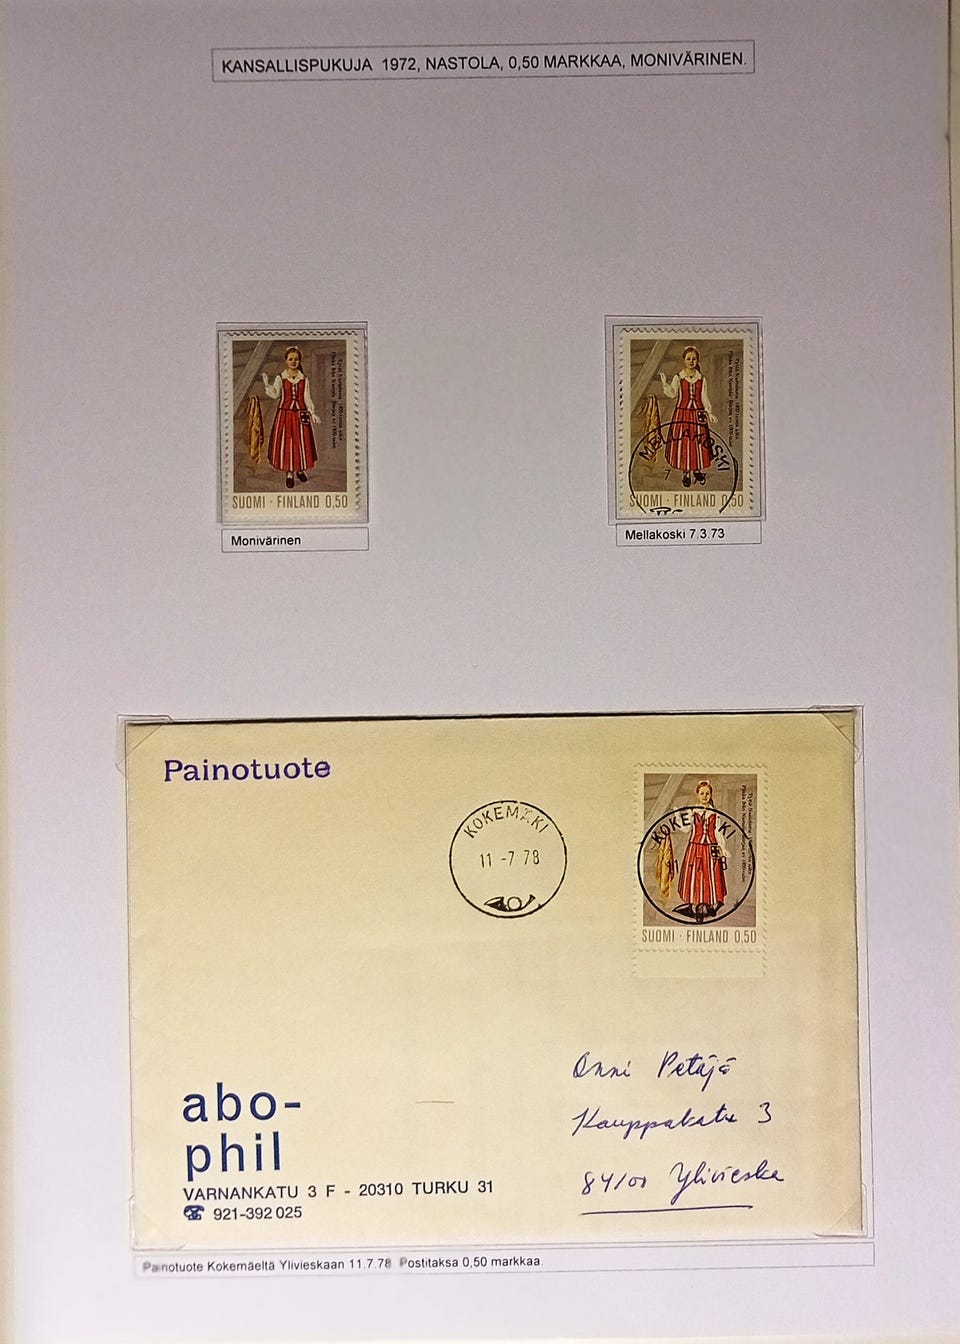 KANSALLISPUKUJA 1972, NASTOLA, 0,50 MARKKAA, MONIVÄRINEN.
SUOMI · FINLAND 0,50
Monivärinen
MELLAKOSKI
SUOMI · FINLAND 0,50
Mellakoski 7.3.73
Painotuote
KOKEMÄKI
11 -7 78
KOKEMÄKI
SUOMI · FINLAND 0,50
Onni Petäjä
Kauppakatu 3
84100 Ylivieska
abo-
phil
VARNANKATU 3 F - 20310 TURKU 31
921-392 025
Painotuote Kokemäeltä Ylivieskaan 11.7.78 Postitaksa 0,50 markkaa.